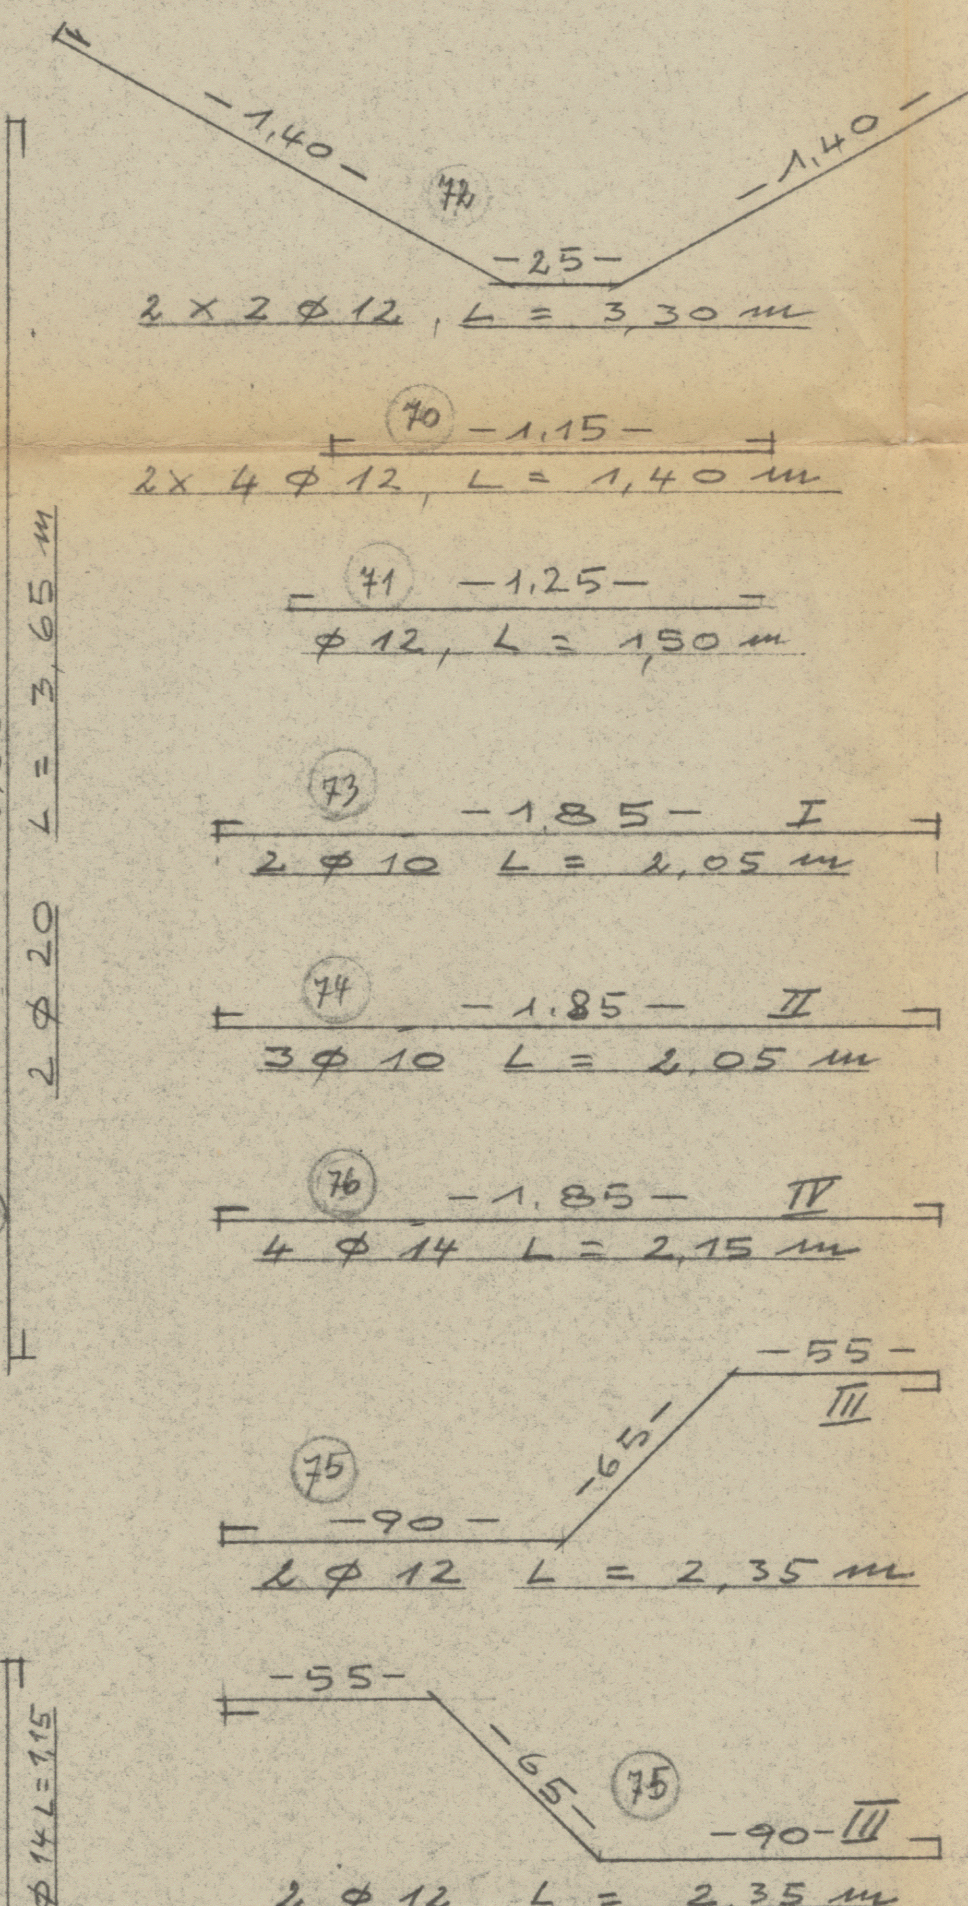 -1,40-
-1,40-
72
-25-
2 x 2 ϕ 12, L = 3,30 m
70 -1.15-
2x 4 ϕ 12, L = 1,40 m
71 -1.25-
ϕ 12, L = 1,50 m
73 -1.85- I
2 ϕ 10 L = 2,05 m
74 -1.85- II
3 ϕ 10 L = 2.05 m
76 -1.85- IV
4 ϕ 14 L = 2,15 m
-55-
III
-65-
75
-90-
2 ϕ 12 L = 2,35 m
-55-
-65-
75
-90- III
2 ϕ 12 L = 2,35 m
2 ϕ 20 L = 3,65 m
ϕ 14 L = 1,15